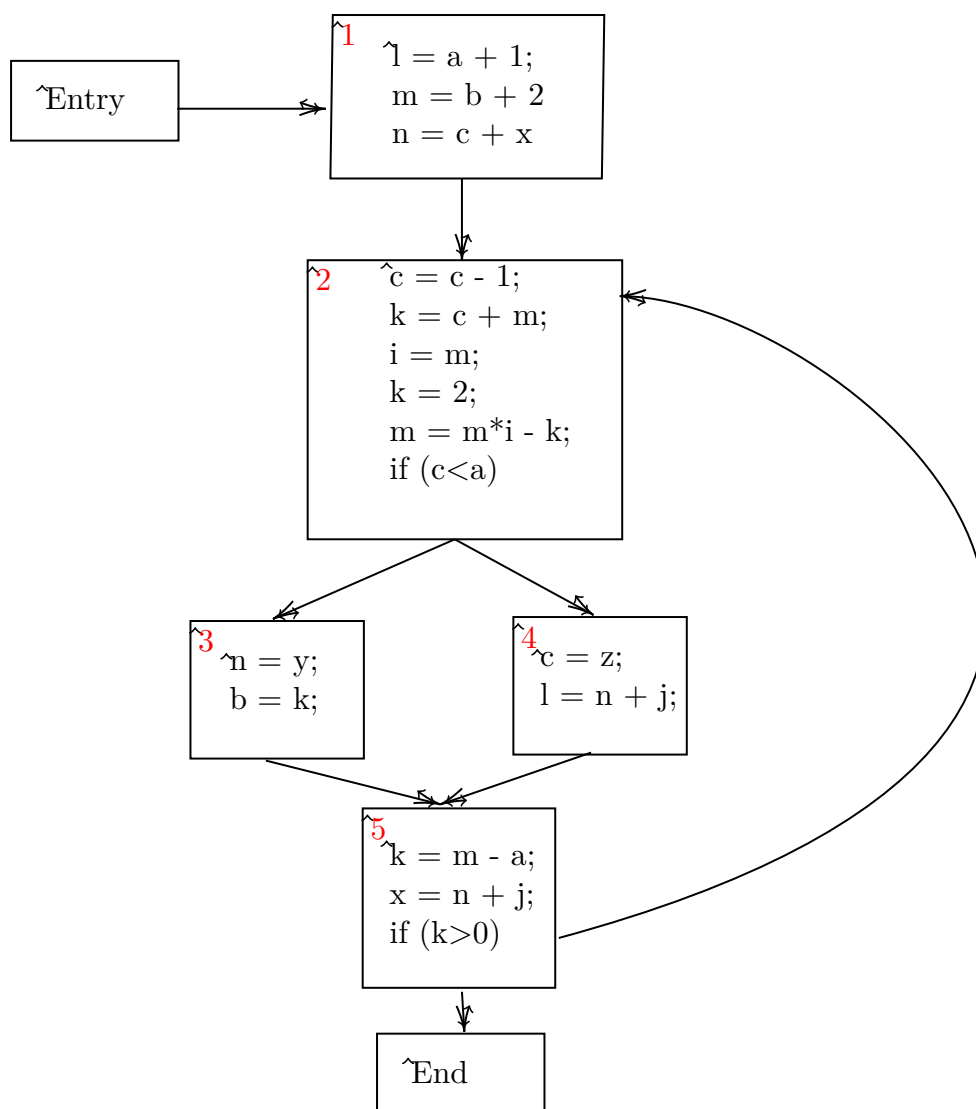 1
^l = a + 1;
^Entry
m = b + 2
n = c + x
^2
^c = c - 1;
k = c + m;
i = m;
k = 2;
m = m*i - k;
if (c<a)
^3
^n = y;
b = k;
^4
^c = z;
l = n + j;
^5
^k = m - a;
x = n + j;
if (k>0)
^End